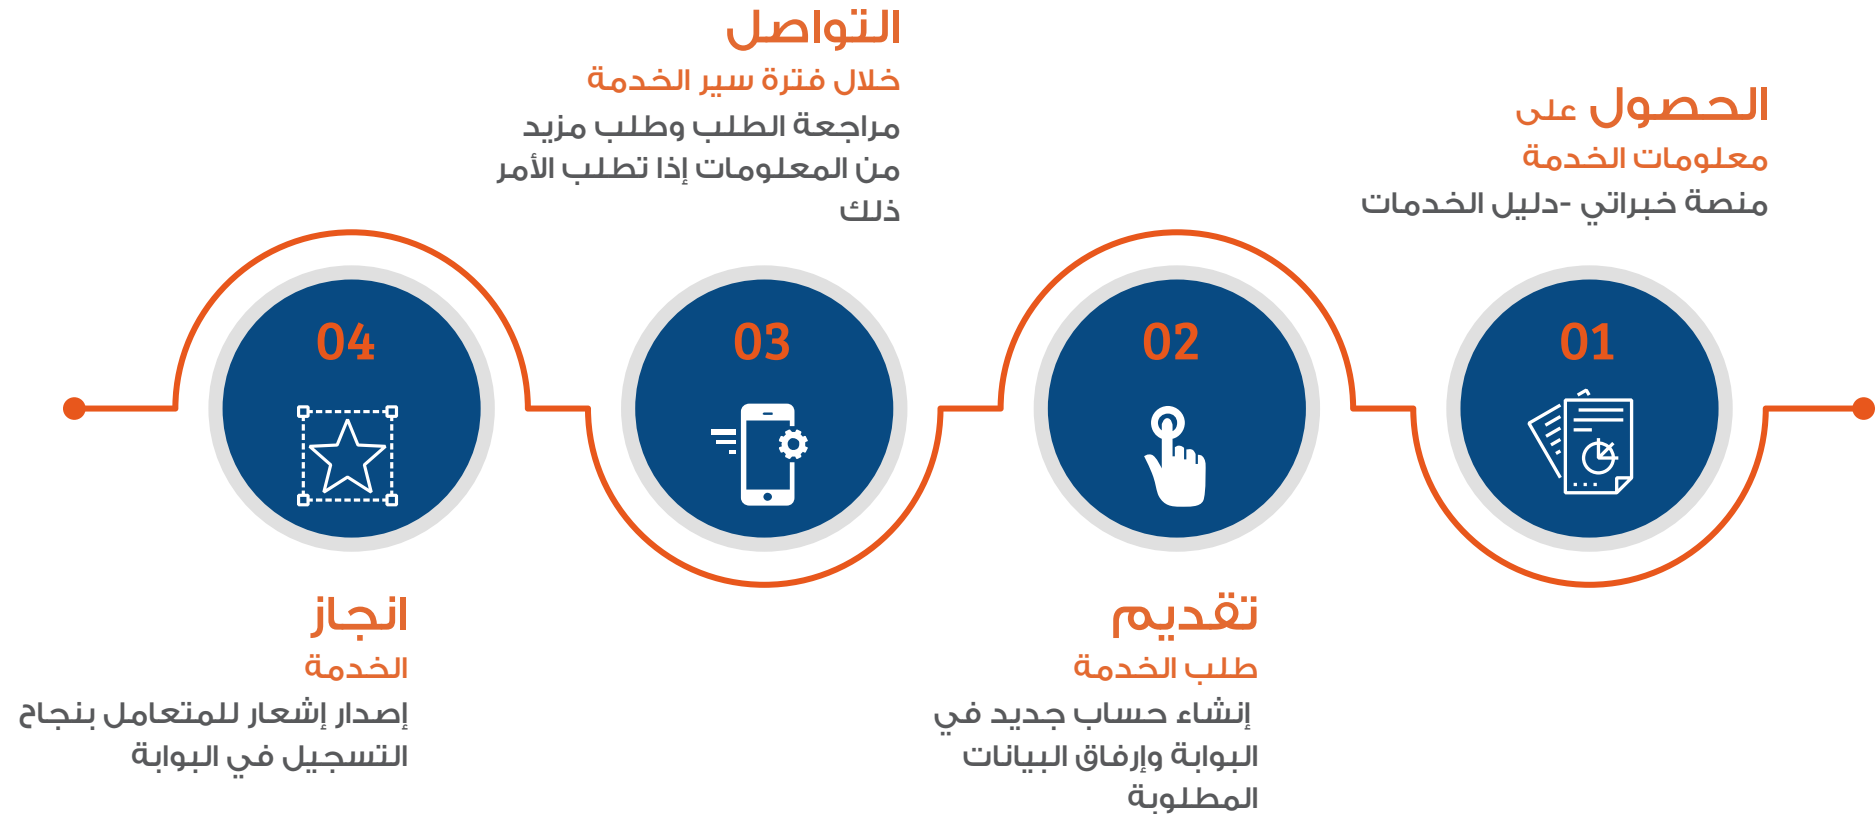 01
الحصول على
معلومات الخدمة
منصة خبراتي -دليل الخدمات
02
تقديم
طلب الخدمة
إنشاء حساب جديد في
البوابة وإرفاق البيانات
المطلوبة
03
التواصل
خلال فترة سير الخدمة
مراجعة الطلب وطلب مزيد
من المعلومات إذا تطلب الأمر
ذلك
04
انجاز
الخدمة
إصدار إشعار للمتعامل بنجاح
التسجيل في البوابة